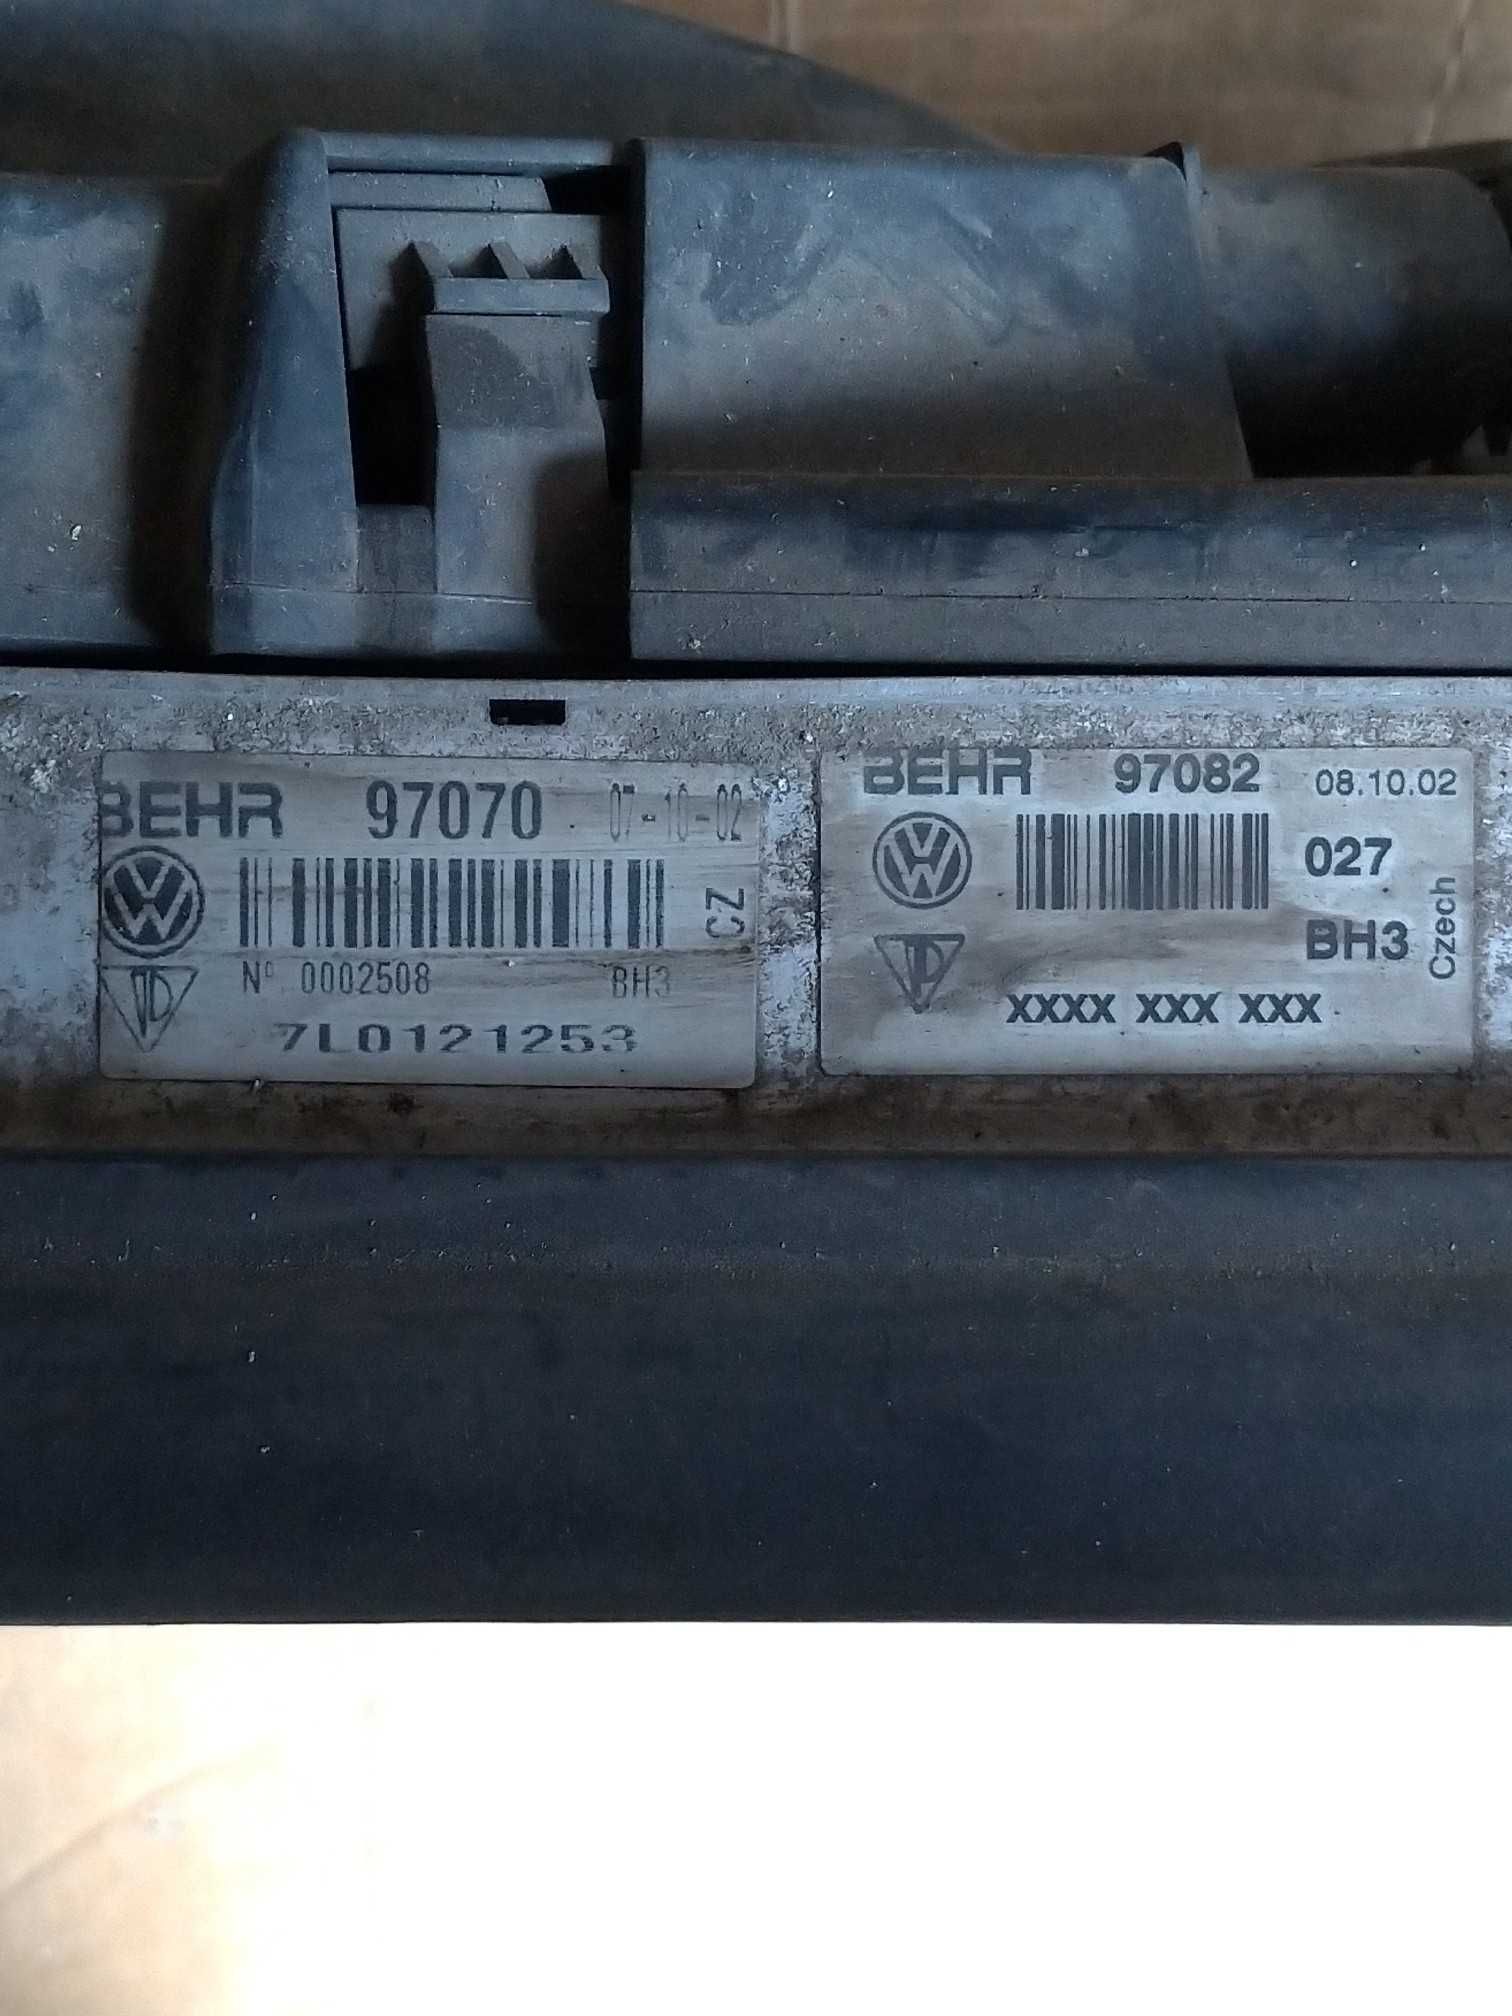 BEHR 97070 07-10-02
CZ
Nº 0002508 BH3
7L0121253
BEHR 97082 08.10.02
027
BH3
Czech
XXXX XXX XXX